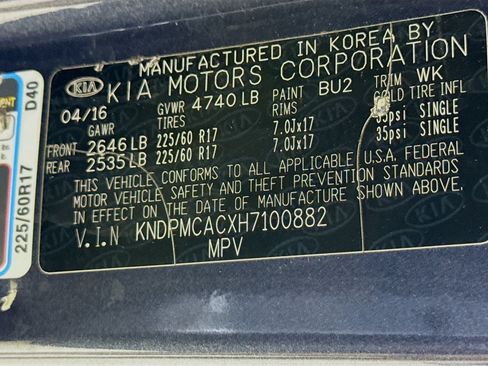 MANUFACTURED IN KOREA BY
KIA KIA MOTORS CORPORATION
04/16 GVWR 4740 LB PAINT BU2 TRIM WK
GAWR TIRES RIMS COLD TIRE INFL
FRONT 2646 LB 225/60 R17 7.0Jx17 35psi SINGLE
REAR 2535 LB 225/60 R17 7.0Jx17 35psi SINGLE
THIS VEHICLE CONFORMS TO ALL APPLICABLE U.S.A. FEDERAL
MOTOR VEHICLE SAFETY AND THEFT PREVENTION STANDARDS
IN EFFECT ON THE DATE OF MANUFACTURE SHOWN ABOVE.
V.I.N KNDPMCACXH7100882
MPV
D40
225/60R17